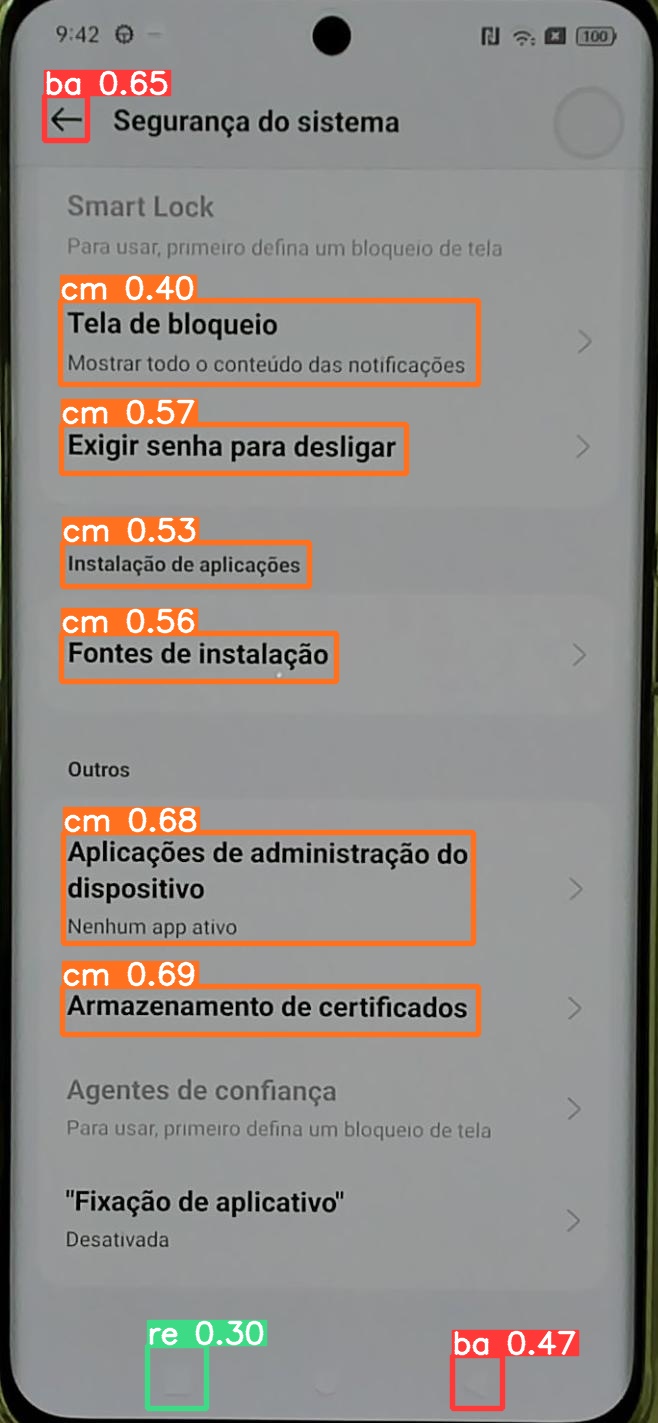 9:42
100
ba 0.65
Segurança do sistema
Smart Lock
Para usar, primeiro defina um bloqueio de tela
cm 0.40
Tela de bloqueio
Mostrar todo o conteúdo das notificações
cm 0.57
Exigir senha para desligar
cm 0.53
Instalação de aplicações
cm 0.56
Fontes de instalação
Outros
cm 0.68
Aplicações de administração do
dispositivo
Nenhum app ativo
cm 0.69
Armazenamento de certificados
Agentes de confiança
Para usar, primeiro defina um bloqueio de tela
"Fixação de aplicativo"
Desativada
re 0.30
ba 0.47